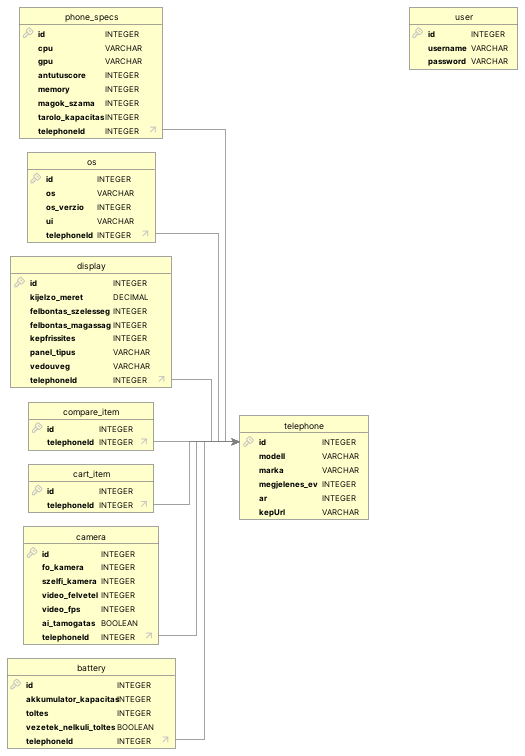 phone_specs
id INTEGER
cpu VARCHAR
gpu VARCHAR
antutuscore INTEGER
memory INTEGER
magok_szama INTEGER
tarolo_kapacitas INTEGER
telephoneId INTEGER
user
id INTEGER
username VARCHAR
password VARCHAR
os
id INTEGER
os VARCHAR
os_verzio INTEGER
ui VARCHAR
telephoneId INTEGER
display
id INTEGER
kijelzo_meret DECIMAL
felbontas_szelesseg INTEGER
felbontas_magassag INTEGER
kepfrissites INTEGER
panel_tipus VARCHAR
vedouveg VARCHAR
telephoneId INTEGER
compare_item
id INTEGER
telephoneId INTEGER
telephone
id INTEGER
modell VARCHAR
marka VARCHAR
megjelenes_ev INTEGER
ar INTEGER
kepUrl VARCHAR
cart_item
id INTEGER
telephoneId INTEGER
camera
id INTEGER
fo_kamera INTEGER
szelfi_kamera INTEGER
video_felvetel INTEGER
video_fps INTEGER
ai_tamogatas BOOLEAN
telephoneId INTEGER
battery
id INTEGER
akkumulator_kapacitas INTEGER
toltes INTEGER
vezetek_nelkuli_toltes BOOLEAN
telephoneId INTEGER